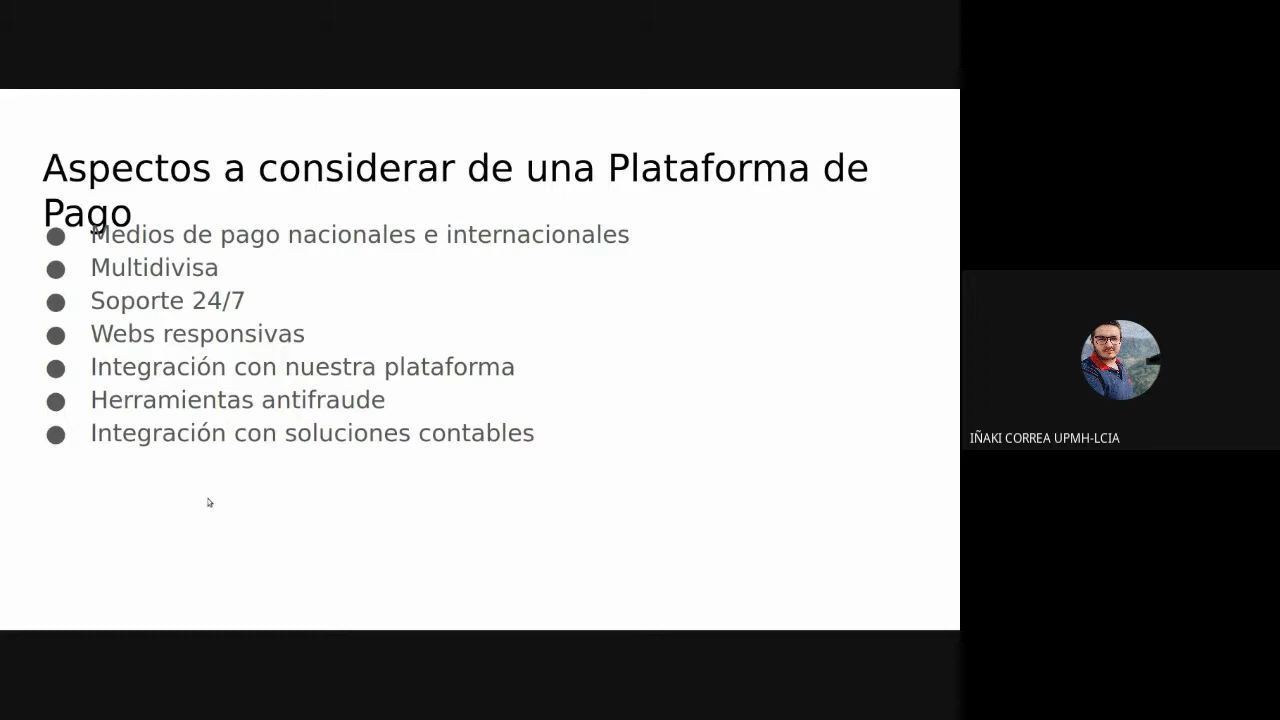 Aspectos a considerar de una Plataforma de
Pago
● Medios de pago nacionales e internacionales
● Multidivisa
● Soporte 24/7
● Webs responsivas
● Integración con nuestra plataforma
● Herramientas antifraude
● Integración con soluciones contables
IÑAKI CORREA UPMH-LCIA